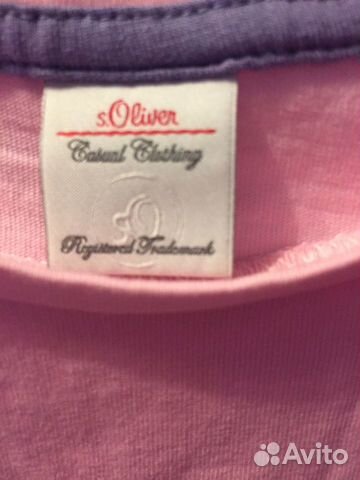 s.Oliver
Casual Clothing
sO
Registered Trademark
Avito